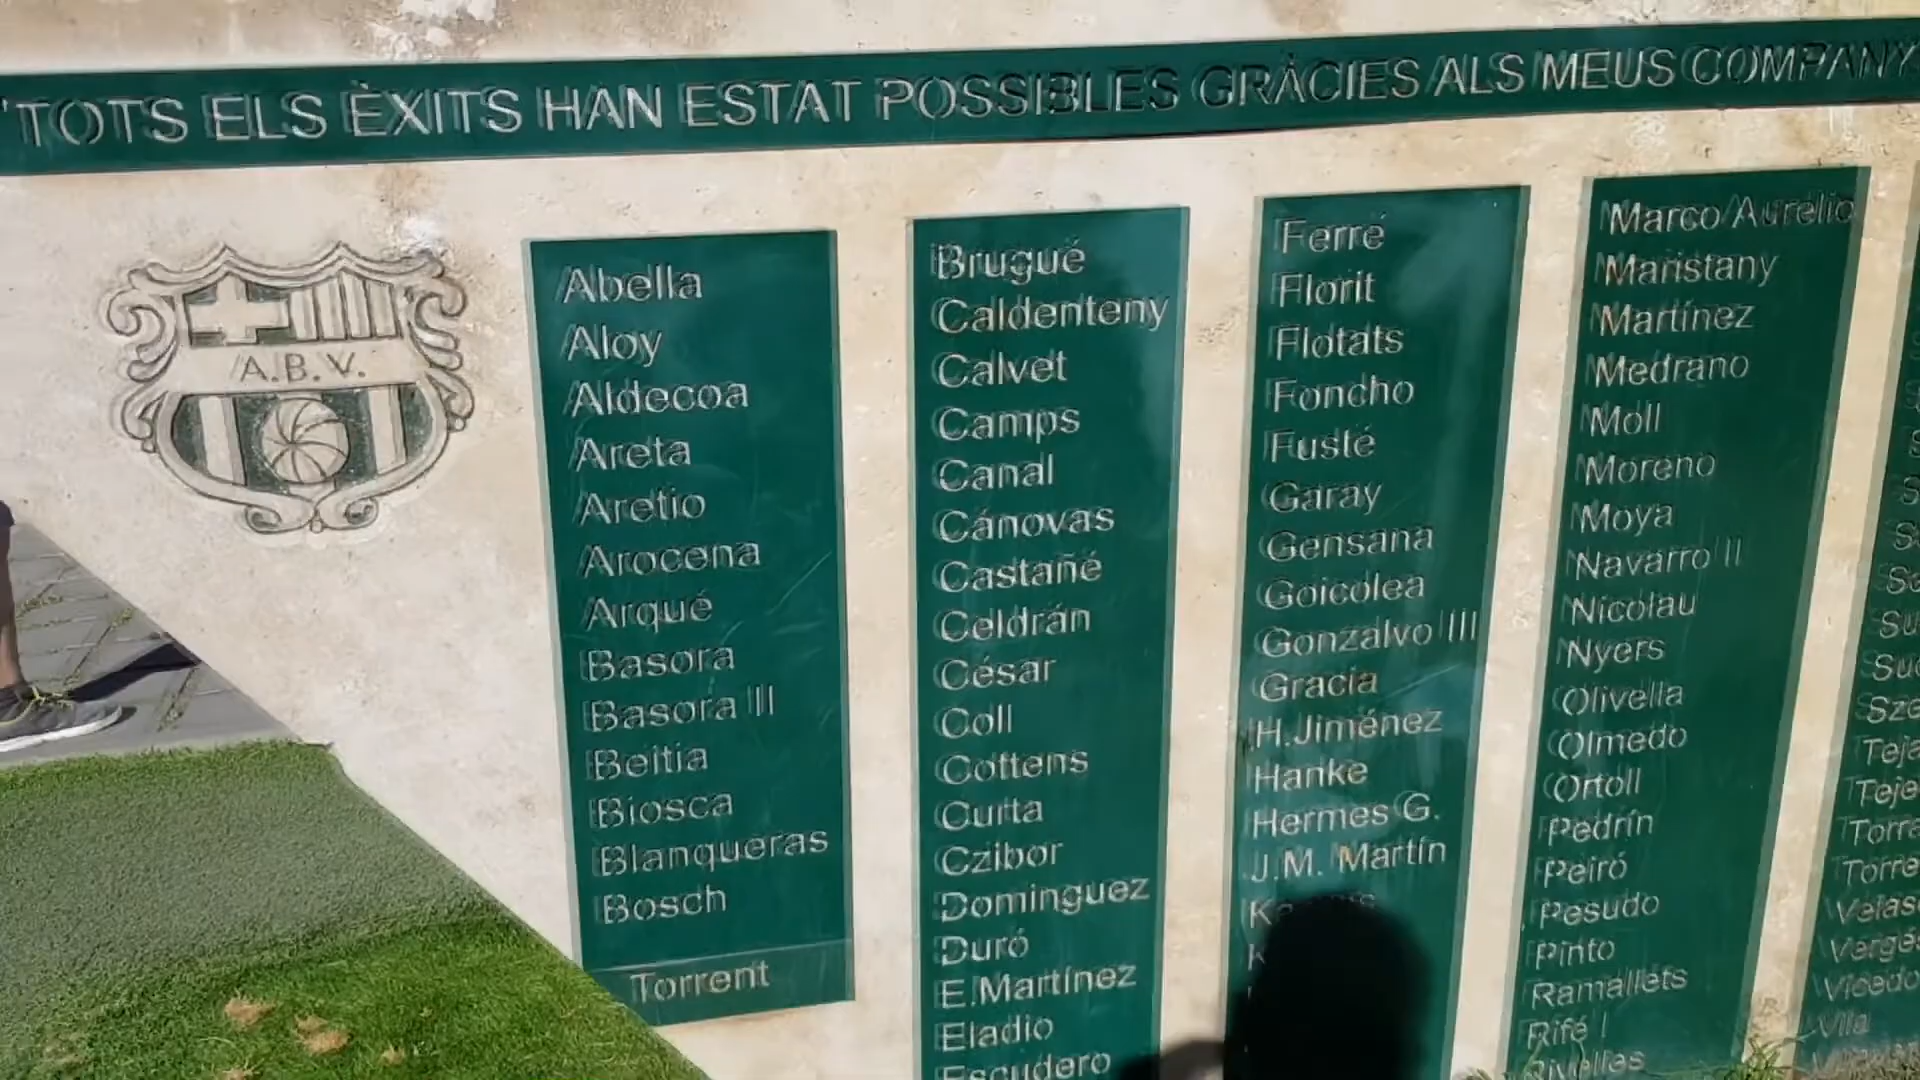 "TOTS ELS ÈXITS HAN ESTAT POSSIBLES GRÀCIES ALS MEUS COMPANY
A.B.V.
Abella
Aloy
Aldecoa
Areta
Aretio
Arocena
Arqué
Basora
Basora II
Beitia
Biosca
Blanqueras
Bosch
Torrent
Brugué
Caldenteny
Calvet
Camps
Canal
Cánovas
Castañé
Celdrán
César
Coll
Cottens
Curta
Czibor
Dominguez
Duró
E.Martínez
Eladio
Escudero
Ferré
Florit
Flotats
Foncho
Fusté
Garay
Gensana
Goicolea
Gonzalvo III
Gracia
H.Jiménez
Hanke
Hermes G.
J.M. Martín
Marco Aurelio
Maristany
Martínez
Medrano
Moll
Moreno
Moya
Navarro II
Nicolau
Nyers
Olivella
Olmedo
Ortoll
Pedrín
Peiró
Pesudo
Pinto
Ramallets
Rifé I
Rivelles
Vicedo
Vila